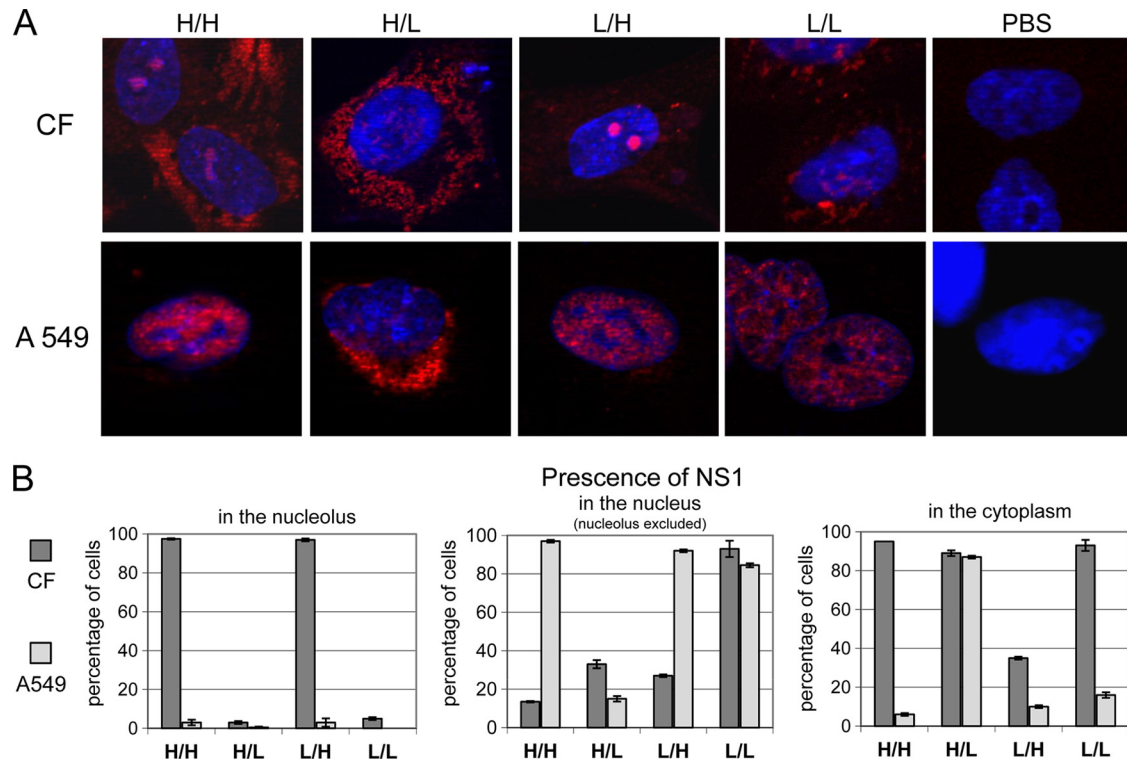 A
H/H H/L L/H L/L PBS
CF
A 549
B
Prescence of NS1
in the nucleolus
in the nucleus
(nucleolus excluded)
in the cytoplasm
CF
A549
percentage of cells
100
80
60
40
20
0
H/H H/L L/H L/L
percentage of cells
100
80
60
40
20
0
H/H H/L L/H L/L
percentage of cells
100
80
60
40
20
0
H/H H/L L/H L/L